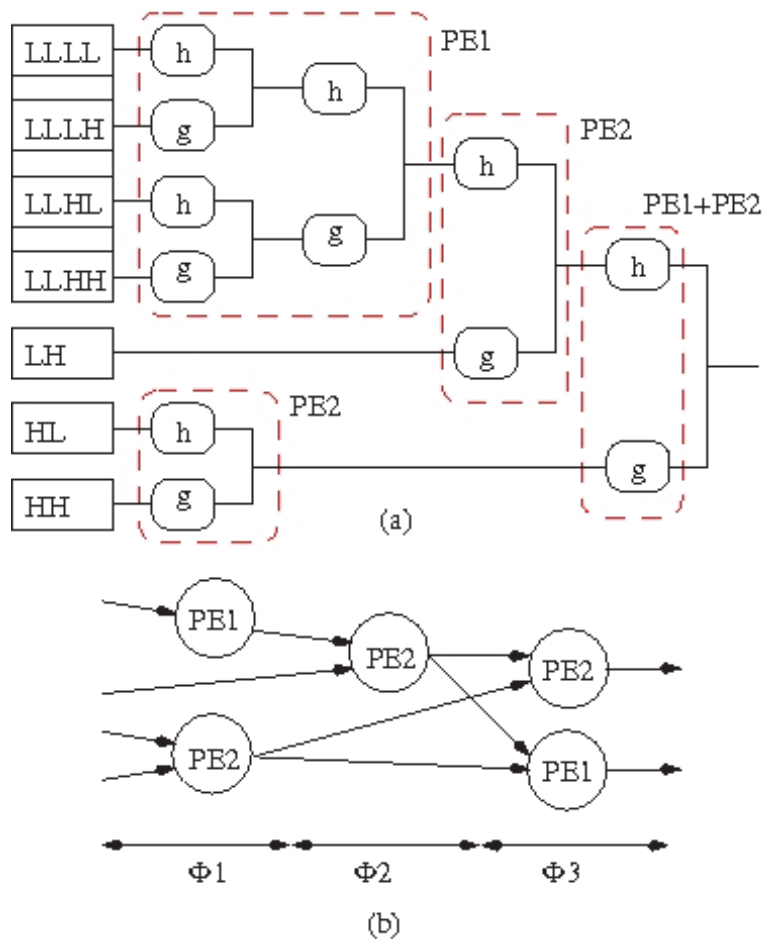 PE1
LLLL
h
h
LLLH
g
PE2
h
LLHL
h
PE1+PE2
g
h
LLHH
g
LH
g
PE2
HL
h
g
HH
g
(a)
PE1
PE2
PE2
PE2
PE1
Φ1
Φ2
Φ3
(b)